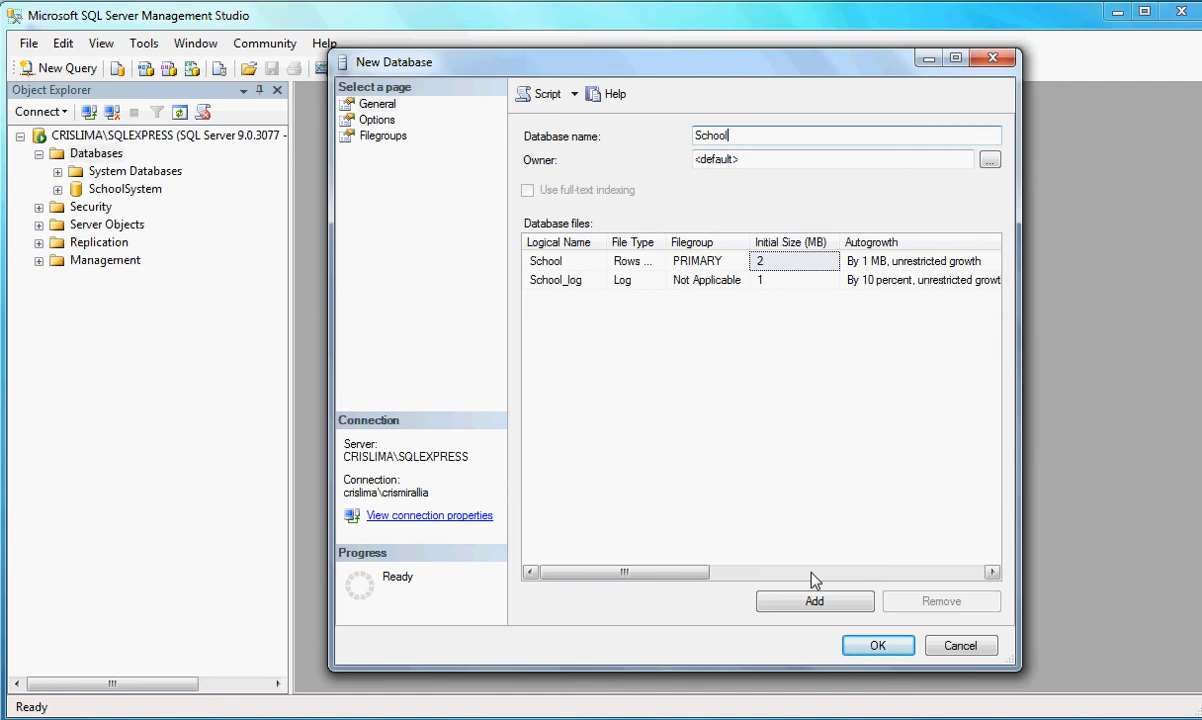 Microsoft SQL Server Management Studio
File Edit View Tools Window Community Help
New Query
Object Explorer
Connect
CRISLIMA\SQLEXPRESS (SQL Server 9.0.3077 -
Databases
System Databases
SchoolSystem
Security
Server Objects
Replication
Management
Ready
New Database
Select a page
General
Options
Filegroups
Connection
Server:
CRISLIMA\SQLEXPRESS
Connection:
crislima\crismirallia
View connection properties
Progress
Ready
Script Help
Database name: School
Owner: <default> ...
Use full-text indexing
Database files:
Logical Name File Type Filegroup Initial Size (MB) Autogrowth
School Rows ... PRIMARY 2 By 1 MB, unrestricted growth
School_log Log Not Applicable 1 By 10 percent, unrestricted growt
Add Remove
OK Cancel